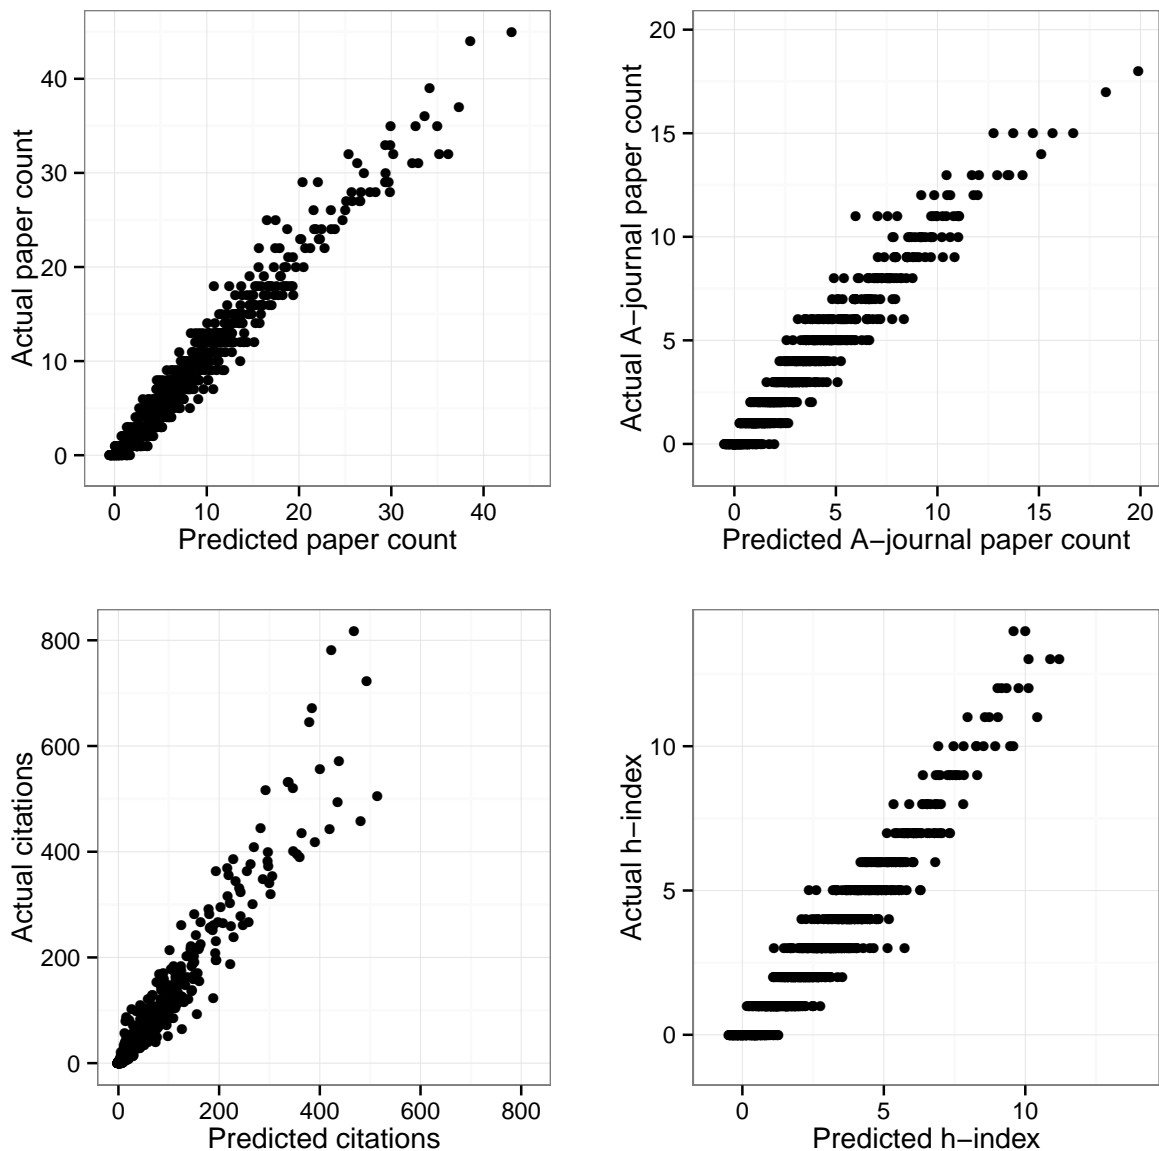 Actual paper count
40
30
20
10
0
0 10 20 30 40
Predicted paper count
Actual A−journal paper count
20
15
10
5
0
0 5 10 15 20
Predicted A−journal paper count
Actual citations
800
600
400
200
0
0 200 400 600 800
Predicted citations
Actual h−index
10
5
0
0 5 10
Predicted h−index